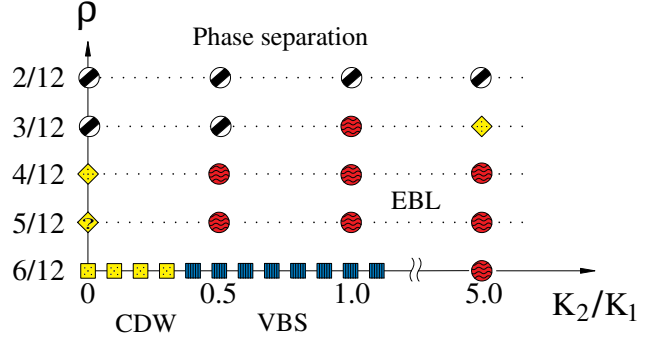 ρ
Phase separation
2/12
3/12
4/12
5/12
EBL
?
6/12
0 0.5 1.0 5.0
K2/K1
CDW VBS